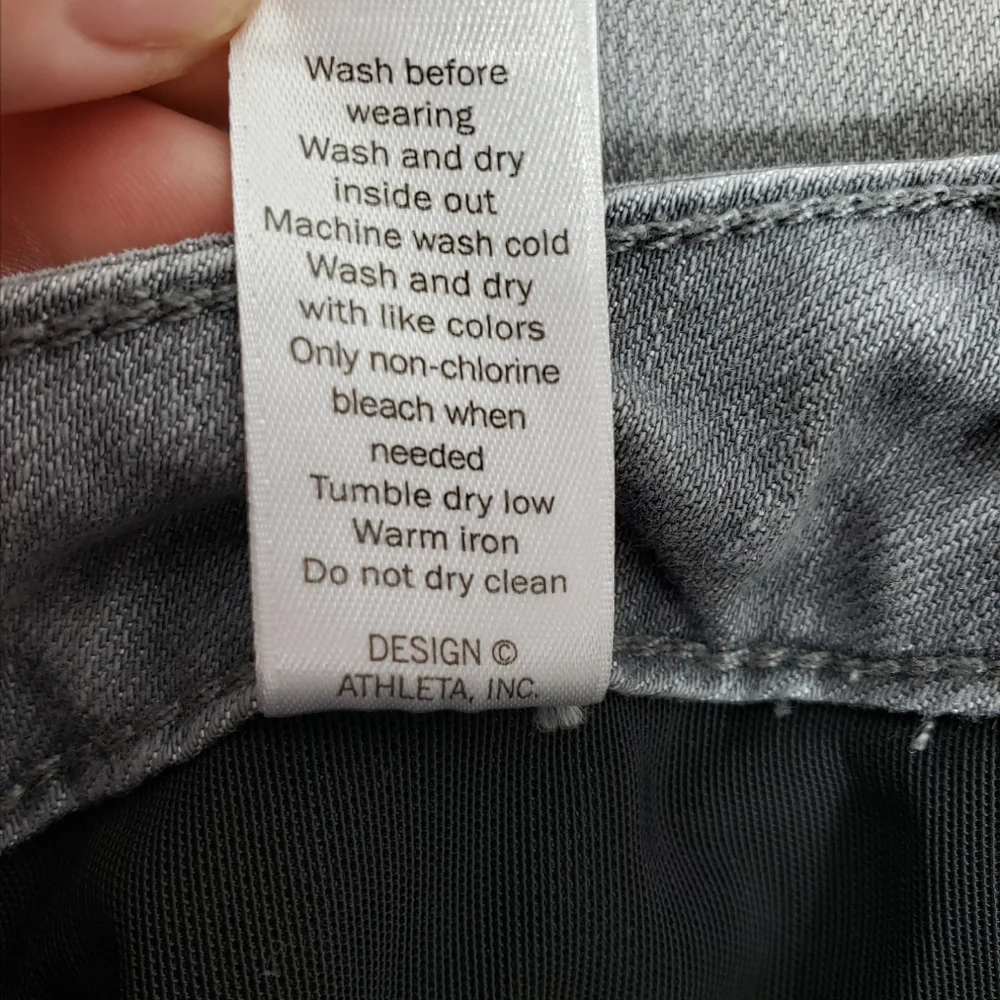 Wash before
wearing
Wash and dry
inside out
Machine wash cold
Wash and dry
with like colors
Only non-chlorine
bleach when
needed
Tumble dry low
Warm iron
Do not dry clean
DESIGN ©
ATHLETA, INC.